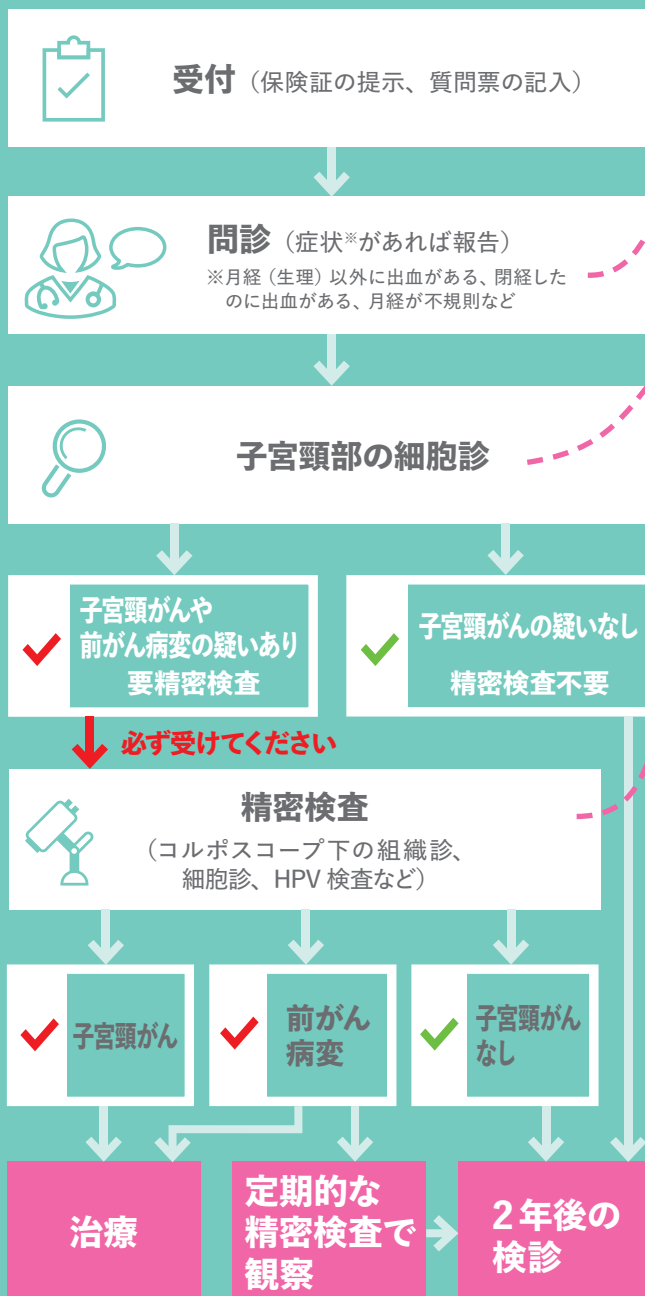 受付（保険証の提示、質問票の記入）
問診（症状※があれば報告）
※月経（生理）以外に出血がある、閉経した
のに出血がある、月経が不規則など
子宮頸部の細胞診
子宮頸がんや
前がん病変の疑いあり
要精密検査
子宮頸がんの疑いなし
精密検査不要
必ず受けてください
精密検査
（コルポスコープ下の組織診、
細胞診、HPV 検査など）
子宮頸がん
前がん
病変
子宮頸がん
なし
治療
定期的な
精密検査で
観察
2年後の
検診